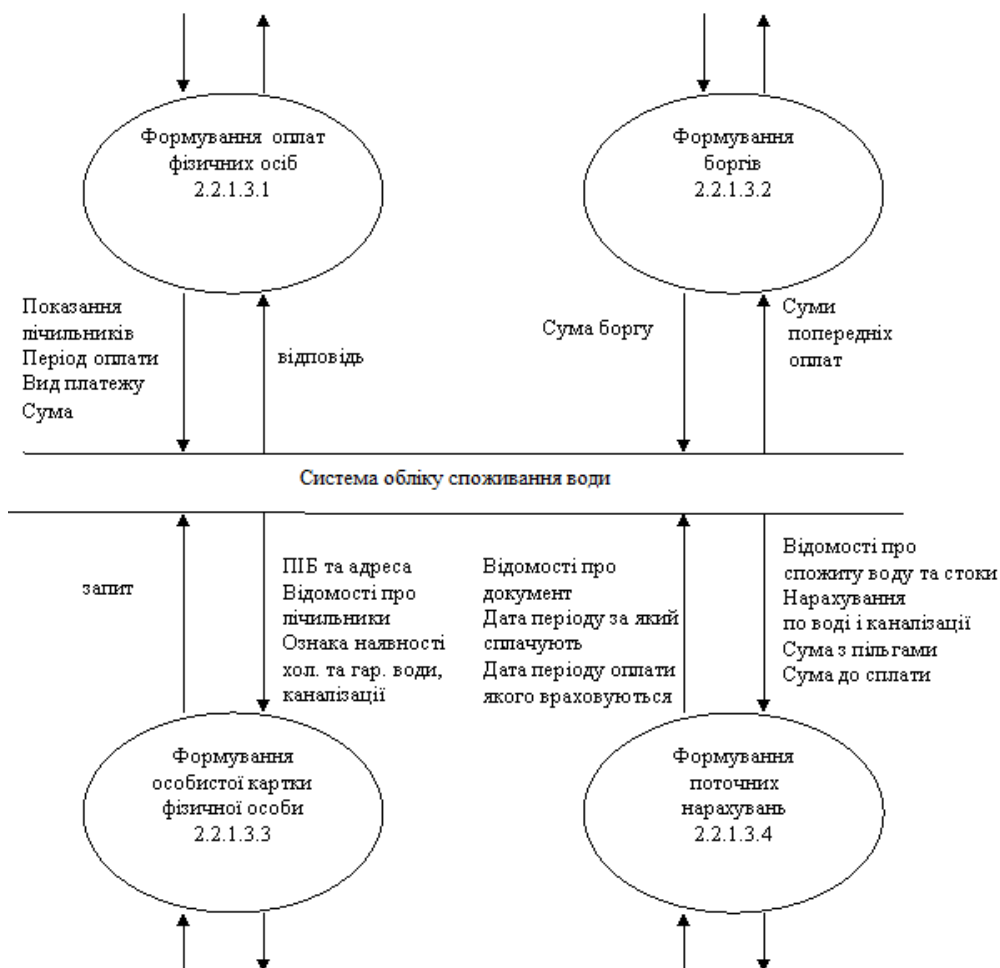 Формування оплат
фізичних осіб
2.2.1.3.1
Формування
боргів
2.2.1.3.2
Показання
лічильників
Період оплати
Вид платежу
Сума
відповідь
Сума боргу
Суми
попередніх
оплат
Система обліку споживання води
запит
ПІБ та адреса
Відомості про
лічильники
Ознака наявності
хол. та гар. води,
каналізації
Відомості про
документ
Дата періоду за який
сплачують
Дата періоду оплати
якого враховуються
Відомості про
спожиту воду та стоки
Нарахування
по воді і каналізації
Сума з пільгами
Сума до сплати
Формування
особистої картки
фізичної особи
2.2.1.3.3
Формування
поточних
нарахувань
2.2.1.3.4